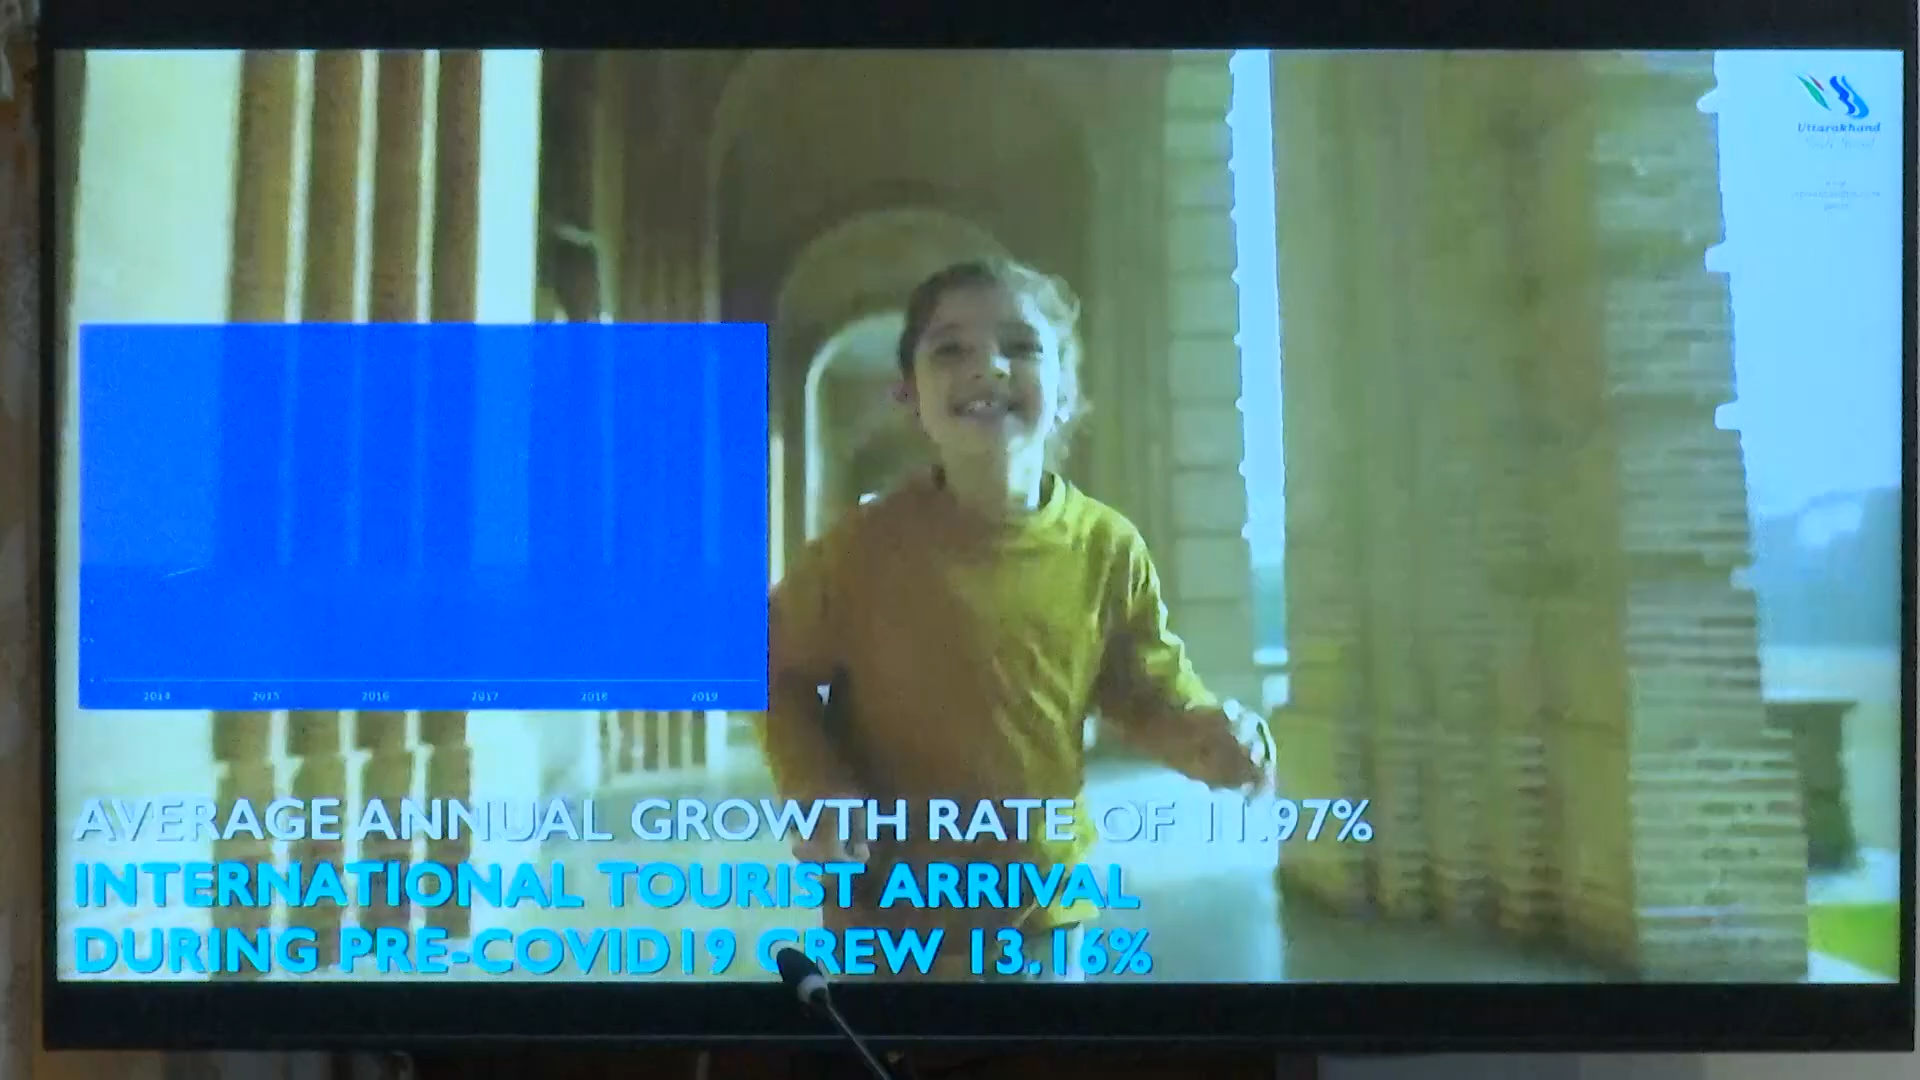 Uttarakhand
2014 2015 2016 2017 2018 2019
AVERAGE ANNUAL GROWTH RATE OF 11.97%
INTERNATIONAL TOURIST ARRIVAL
DURING PRE-COVID19 GREW 13.16%